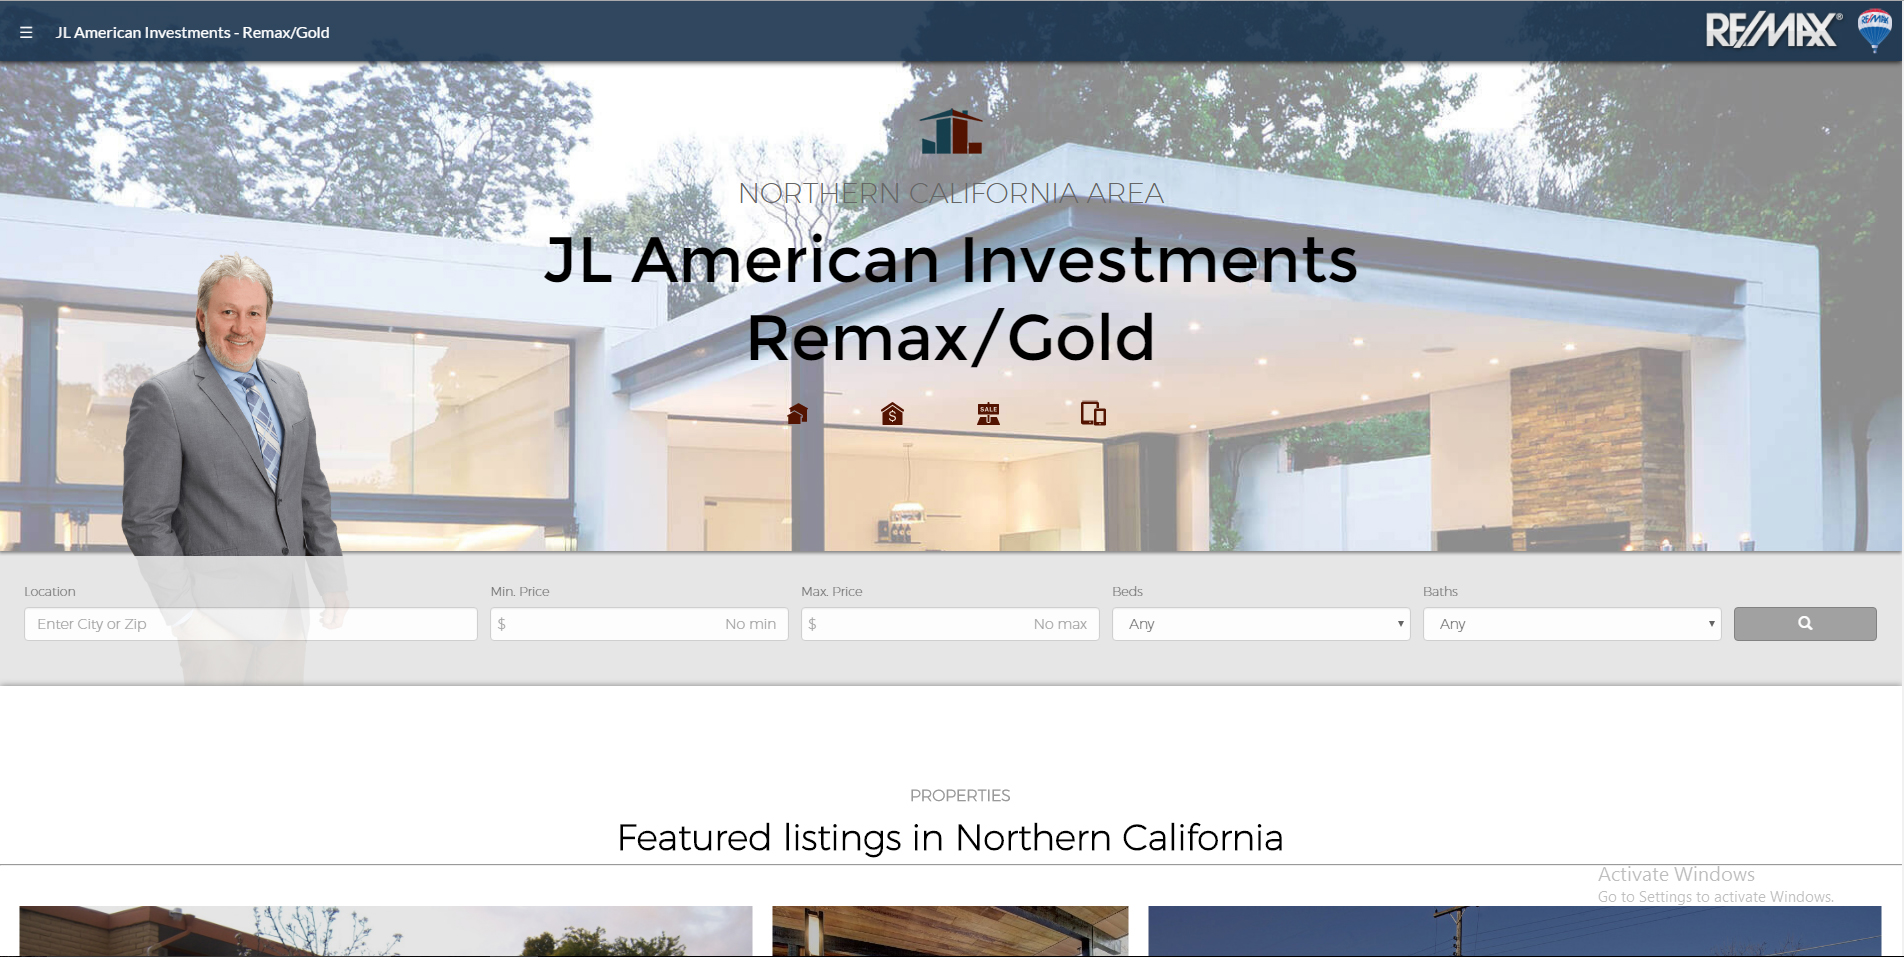 ☰ JL American Investments - Remax/Gold
RE/MAX®
RE/MAX
NORTHERN CALIFORNIA AREA
JL American Investments
Remax/Gold
$
SALE
Location
Min. Price
Max. Price
Beds
Baths
Enter City or Zip
$ No min
$ No max
Any
Any
PROPERTIES
Featured listings in Northern California
Activate Windows
Go to Settings to activate Windows.